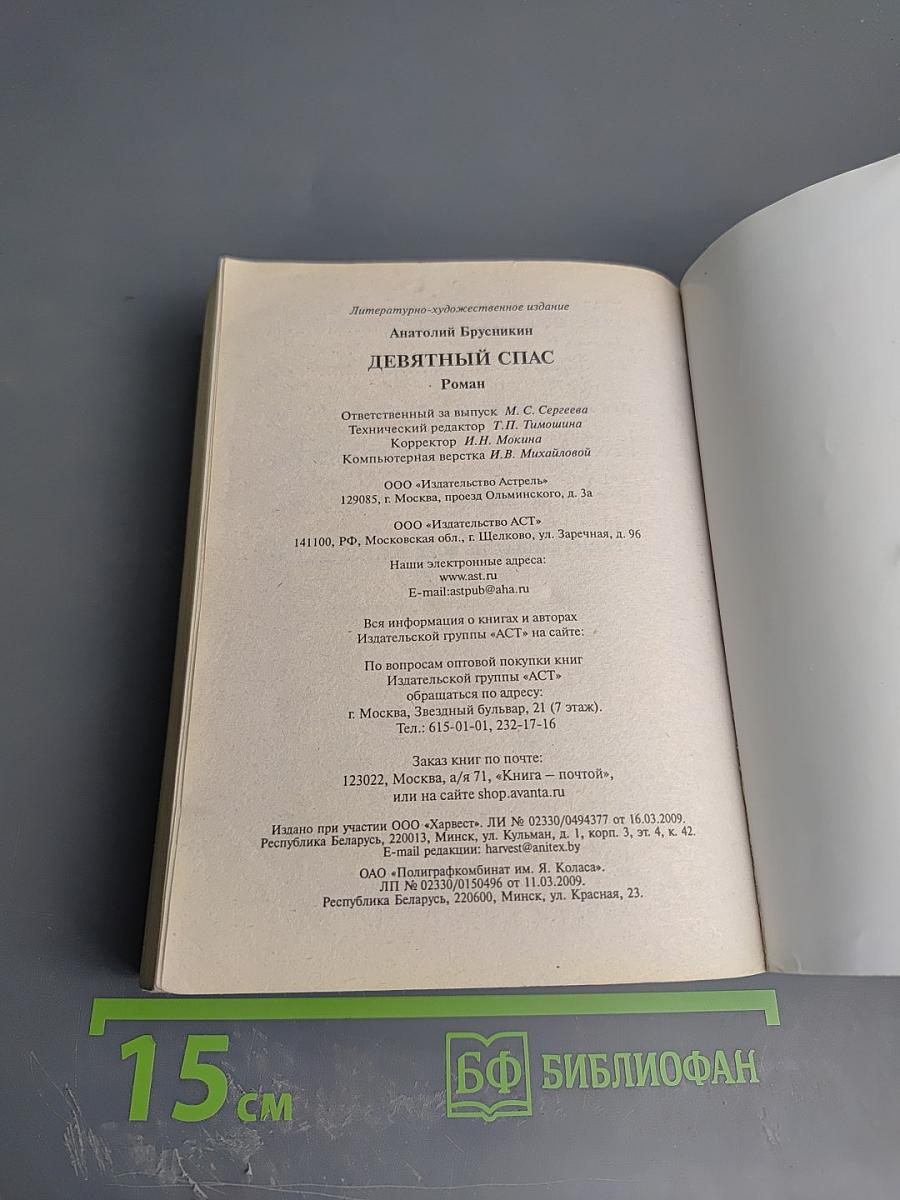 Литературно-художественное издание
Анатолий Брусникин
ДЕВЯТНЫЙ СПАС
Роман
Ответственный за выпуск М. С. Сергеева
Технический редактор Т.П. Тимошина
Корректор И.Н. Мокина
Компьютерная верстка И.В. Михайловой
ООО «Издательство Астрель»
129085, г. Москва, проезд Ольминского, д. 3а
ООО «Издательство АСТ»
141100, РФ, Московская обл., г. Щелково, ул. Заречная, д. 96
Наши электронные адреса:
www.ast.ru
E-mail:astpub@aha.ru
Вся информация о книгах и авторах
Издательской группы «АСТ» на сайте:
По вопросам оптовой покупки книг
Издательской группы «АСТ»
обращаться по адресу:
г. Москва, Звездный бульвар, 21 (7 этаж).
Тел.: 615-01-01, 232-17-16
Заказ книг по почте:
123022, Москва, а/я 71, «Книга – почтой»,
или на сайте shop.avanta.ru
Издано при участии ООО «Харвест». ЛИ № 02330/0494377 от 16.03.2009.
Республика Беларусь, 220013, Минск, ул. Кульман, д. 1, корп. 3, эт. 4, к. 42.
E-mail редакции: harvest@anitex.by
ОАО «Полиграфкомбинат им. Я. Коласа».
ЛП № 02330/0150496 от 11.03.2009.
Республика Беларусь, 220600, Минск, ул. Красная, 23.
15 см
БФ БИБЛИОФАН